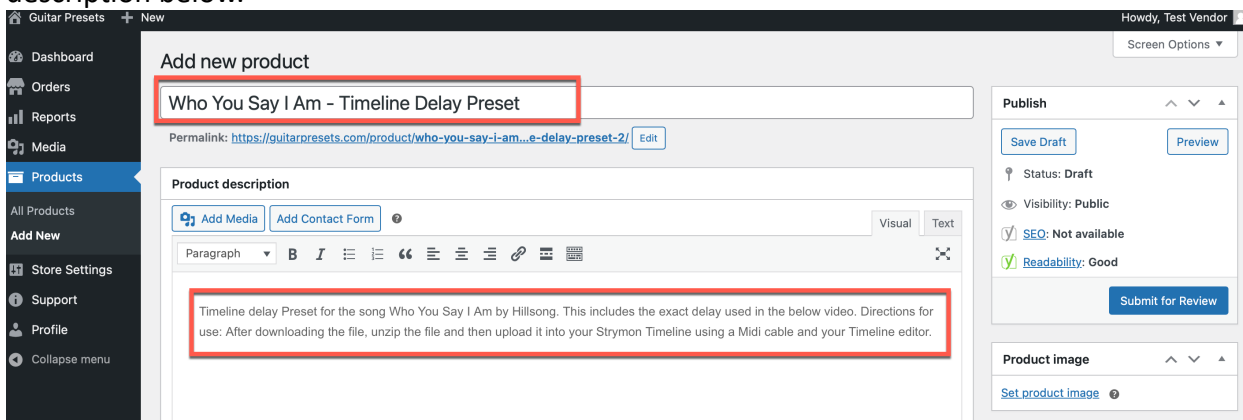 description below.
Guitar Presets + New Howdy, Test Vendor
Screen Options ▼
Dashboard
Orders
Reports
Media
Products
All Products
Add New
Store Settings
Support
Profile
Collapse menu
Add new product
Who You Say I Am - Timeline Delay Preset
Permalink: https://guitarpresets.com/product/who-you-say-i-am...e-delay-preset-2/ Edit
Product description
Add Media Add Contact Form
Visual Text
Paragraph ▼ B I
Timeline delay Preset for the song Who You Say I Am by Hillsong. This includes the exact delay used in the below video. Directions for
use: After downloading the file, unzip the file and then upload it into your Strymon Timeline using a Midi cable and your Timeline editor.
Publish
Save Draft Preview
Status: Draft
Visibility: Public
SEO: Not available
Readability: Good
Submit for Review
Product image
Set product image